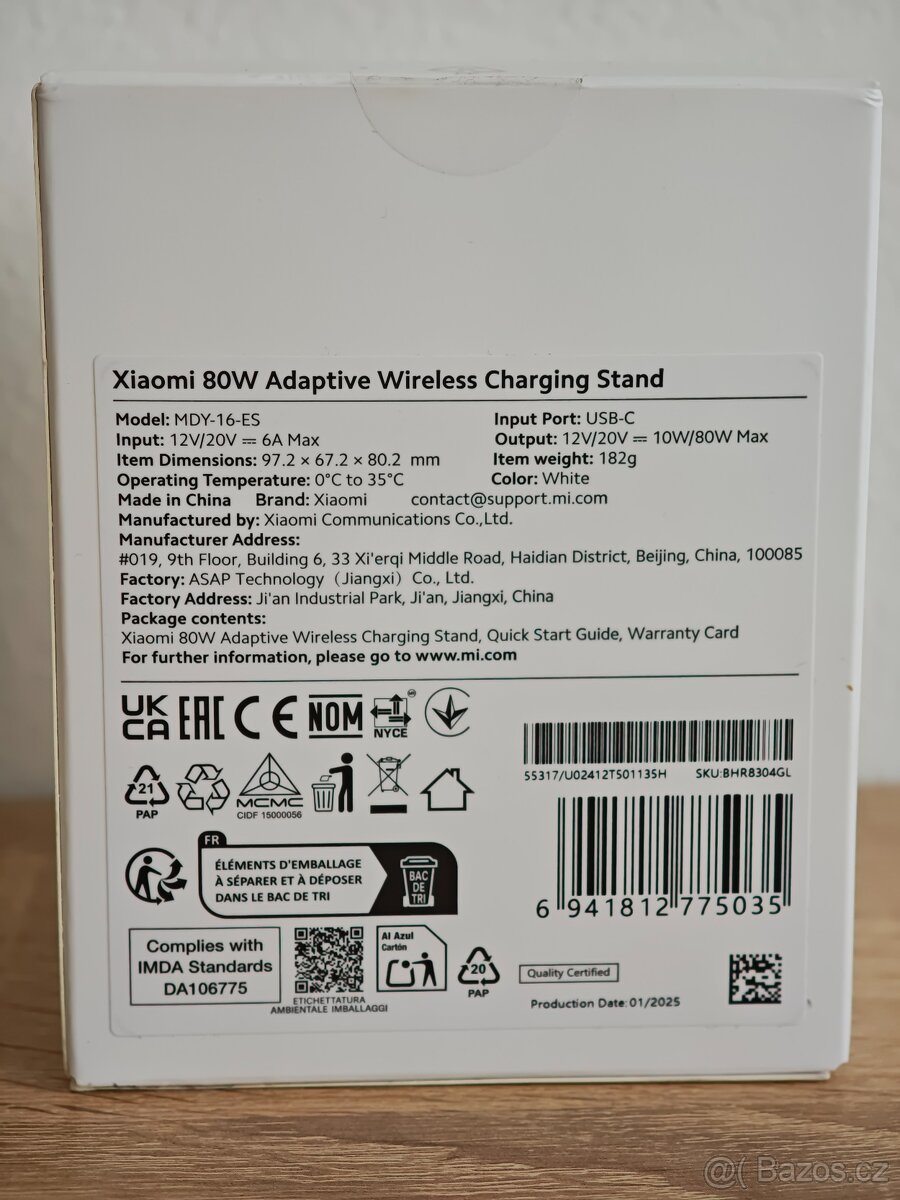 Xiaomi 80W Adaptive Wireless Charging Stand
Model: MDY-16-ES Input Port: USB-C
Input: 12V/20V ⎓ 6A Max Output: 12V/20V ⎓ 10W/80W Max
Item Dimensions: 97.2 × 67.2 × 80.2 mm Item weight: 182g
Operating Temperature: 0°C to 35°C Color: White
Made in China Brand: Xiaomi contact@support.mi.com
Manufactured by: Xiaomi Communications Co.,Ltd.
Manufacturer Address:
#019, 9th Floor, Building 6, 33 Xi'erqi Middle Road, Haidian District, Beijing, China, 100085
Factory: ASAP Technology（Jiangxi）Co., Ltd.
Factory Address: Ji'an Industrial Park, Ji'an, Jiangxi, China
Package contents:
Xiaomi 80W Adaptive Wireless Charging Stand, Quick Start Guide, Warranty Card
For further information, please go to www.mi.com
UK CA EAC CE NOM NYCE
55317/U02412T501135H SKU:BHR8304GL
21
PAP
MCMC
CIDF 15000056
FR
ÉLÉMENTS D'EMBALLAGE
À SÉPARER ET À DÉPOSER
DANS LE BAC DE TRI
BAC
DE
TRI
6 941812 775035
Complies with
IMDA Standards
DA106775
ETICHETTATURA
AMBIENTALE IMBALLAGGI
Al Azul
Cartón
20
PAP
Quality Certified
Production Date: 01/2025
@( Bazos.cz